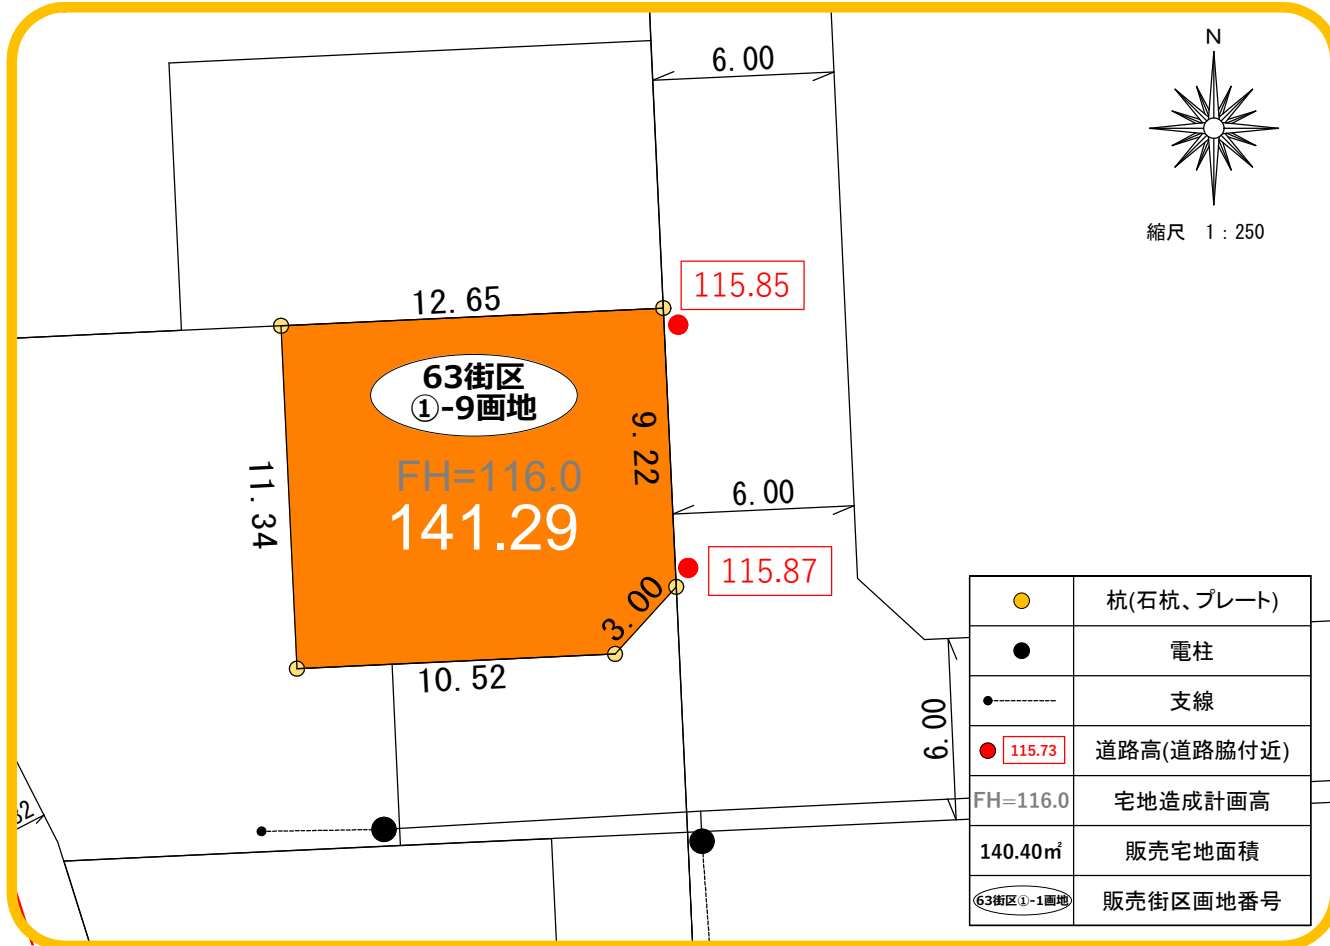 6.00
N
縮尺 1:250
115.85
12.65
63街区
①-9画地
9.22
11.34
FH=116.0
141.29
6.00
115.87
3.00
10.52
6.00
杭(石杭、プレート)
電柱
支線
115.73 道路高(道路脇付近)
FH=116.0 宅地造成計画高
140.40㎡ 販売宅地面積
63街区①-1画地 販売街区画地番号